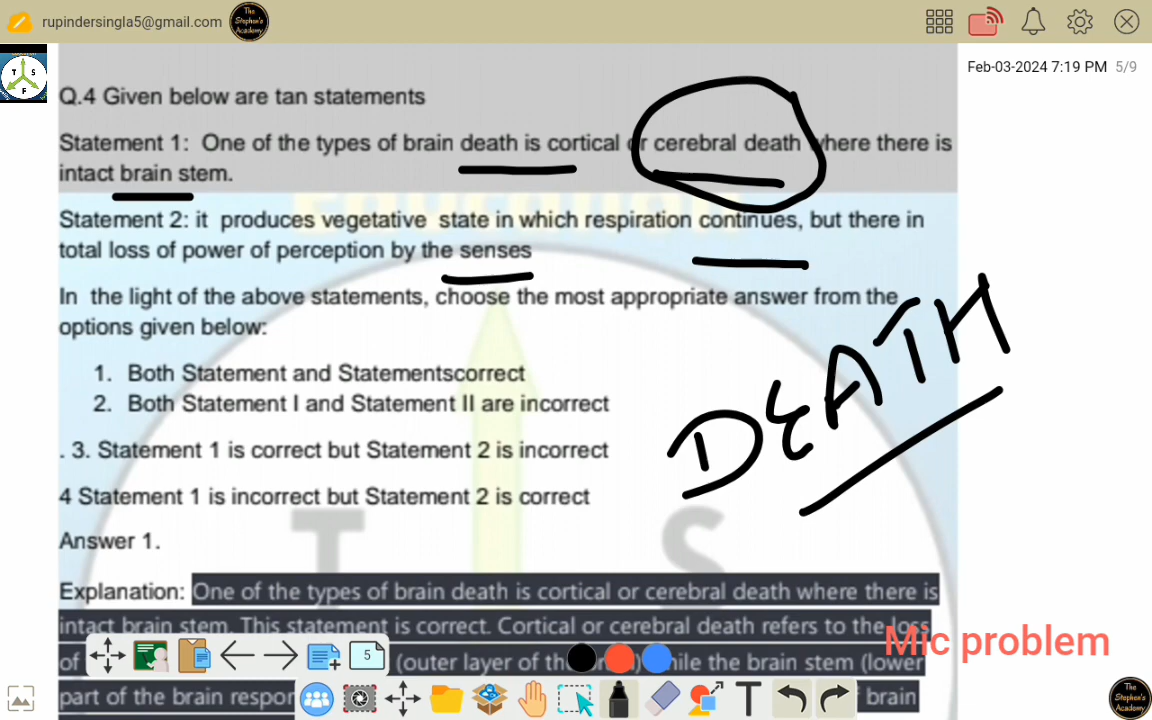 rupindersingla5@gmail.com
The Stephen's Academy
Feb-03-2024 7:19 PM 5/9
T S F
Q.4 Given below are tan statements
Statement 1: One of the types of brain death is cortical or cerebral death where there is
intact brain stem.
Statement 2: it produces vegetative state in which respiration continues, but there in
total loss of power of perception by the senses
In the light of the above statements, choose the most appropriate answer from the
options given below:
1. Both Statement and Statementscorrect
2. Both Statement I and Statement II are incorrect
. 3. Statement 1 is correct but Statement 2 is incorrect
4 Statement 1 is incorrect but Statement 2 is correct
DEATH
T S
Answer 1.
Explanation: One of the types of brain death is cortical or cerebral death where there is
intact brain stem. This statement is correct. Cortical or cerebral death refers to the
Mic problem
of 5 (outer layer of the while the brain stem (lower
part of the brain brain
T
The Stephen's Academy